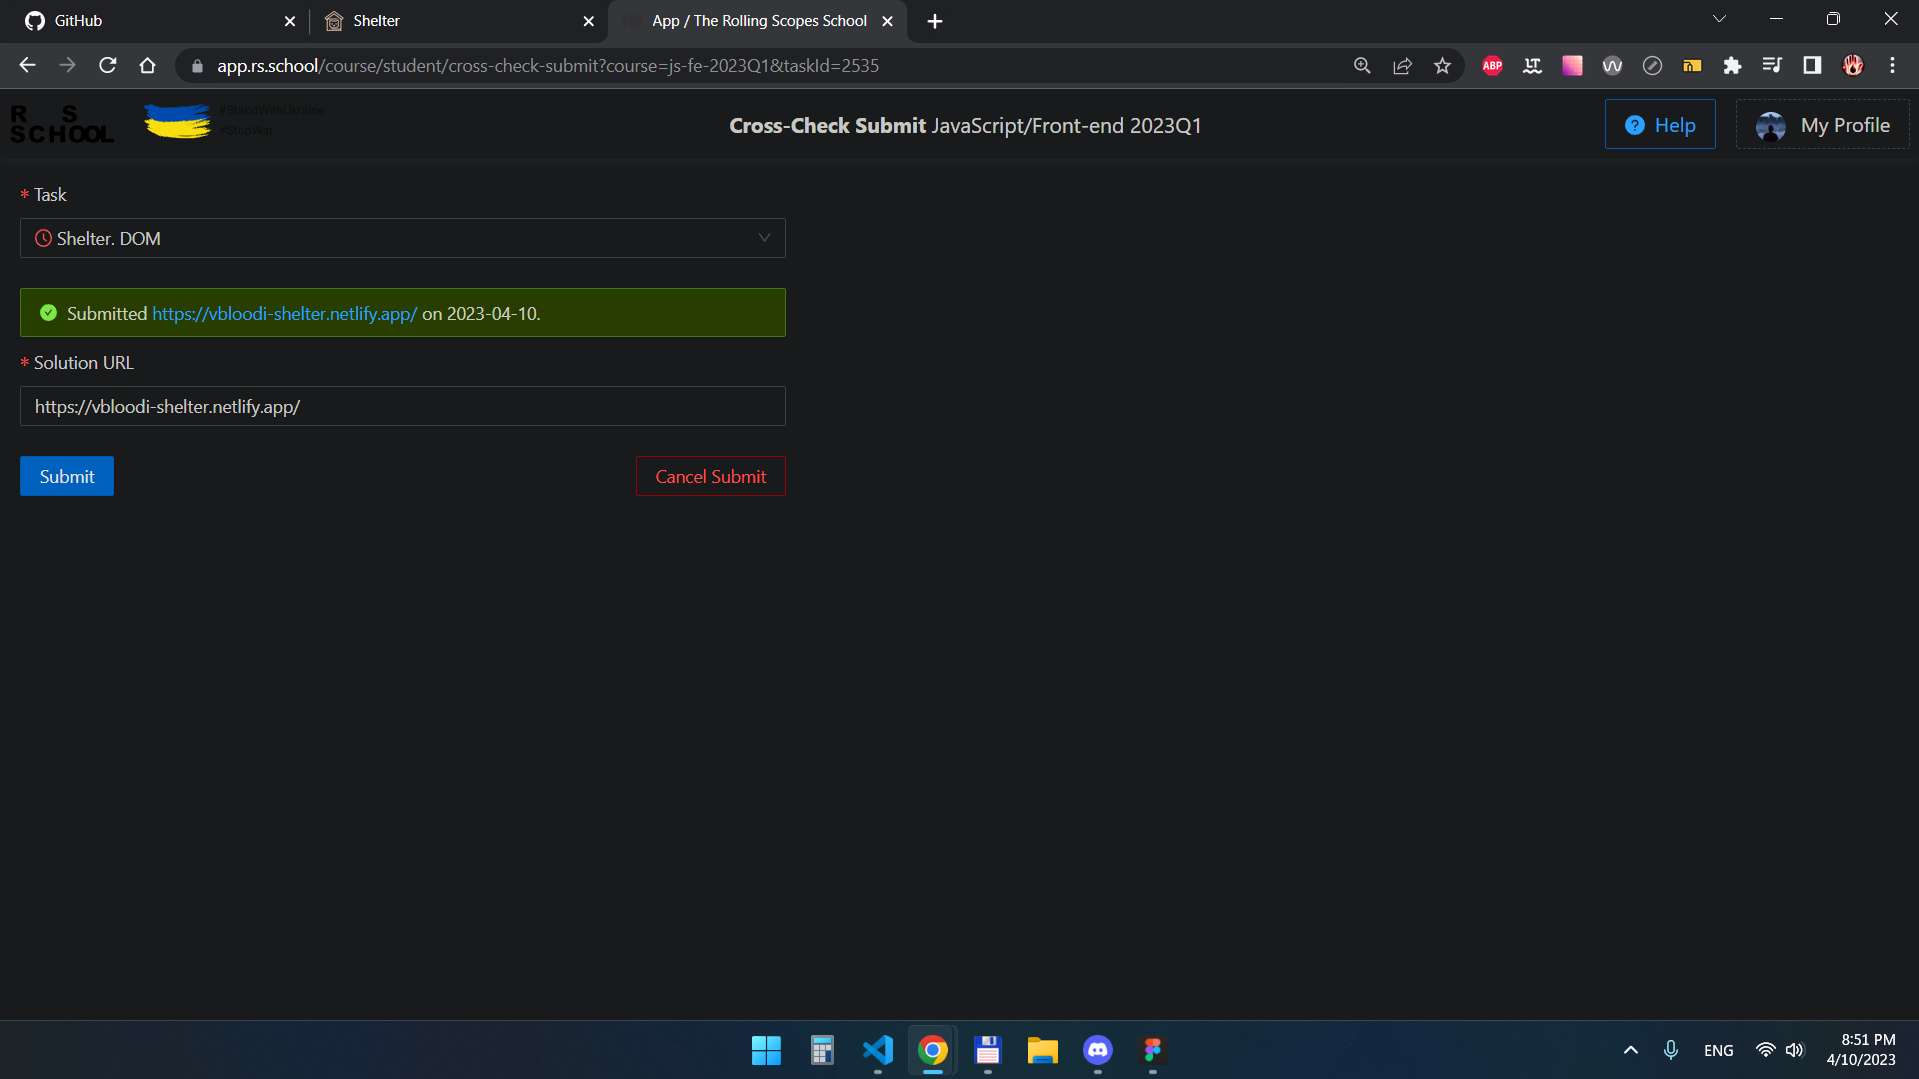 GitHub
Shelter
App / The Rolling Scopes School
app.rs.school/course/student/cross-check-submit?course=js-fe-2023Q1&taskId=2535
ABP
RS
SCHOOL
#StandWithUkraine
#StopWar
Cross-Check Submit JavaScript/Front-end 2023Q1
Help
My Profile
* Task
Shelter. DOM
Submitted https://vbloodi-shelter.netlify.app/ on 2023-04-10.
* Solution URL
https://vbloodi-shelter.netlify.app/
Submit
Cancel Submit
ENG
8:51 PM
4/10/2023